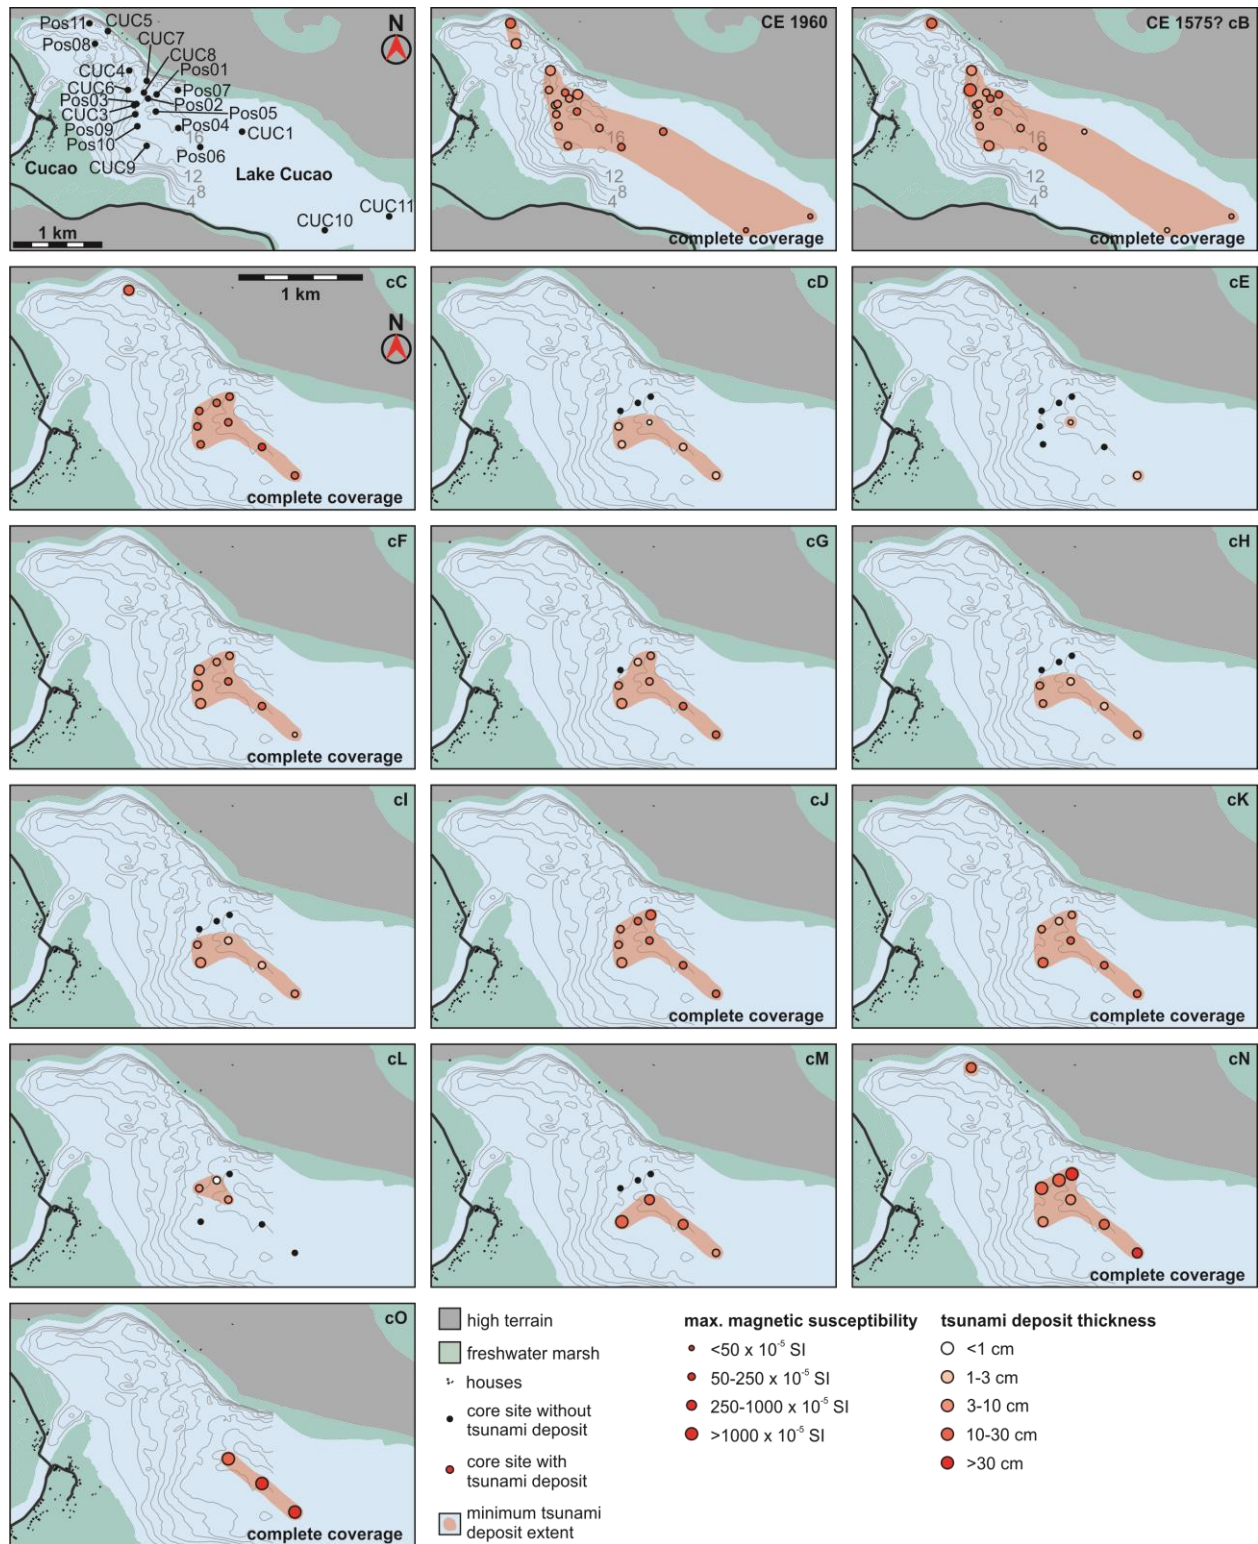 Pos11
CUC5
N
Pos08
CUC7
CUC8
Pos01
CUC4
CUC6
Pos07
Pos03
Pos02
CUC3
Pos05
Pos09
Pos04
CUC1
Pos10
16
Cucao
CUC9
Pos06
Lake Cucao
12
8
4
CUC11
CUC10
1 km
CE 1960
16
12
8
4
complete coverage
CE 1575? cB
16
12
8
4
complete coverage
cC
1 km
N
complete coverage
cD
cE
cF
complete coverage
cG
complete coverage
cH
cI
cJ
complete coverage
cK
complete coverage
cL
cM
cN
complete coverage
cO
complete coverage
high terrain
freshwater marsh
houses
core site without
tsunami deposit
core site with
tsunami deposit
minimum tsunami
deposit extent
max. magnetic susceptibility
<50 x 10⁻⁵ SI
50-250 x 10⁻⁵ SI
250-1000 x 10⁻⁵ SI
>1000 x 10⁻⁵ SI
tsunami deposit thickness
<1 cm
1-3 cm
3-10 cm
10-30 cm
>30 cm